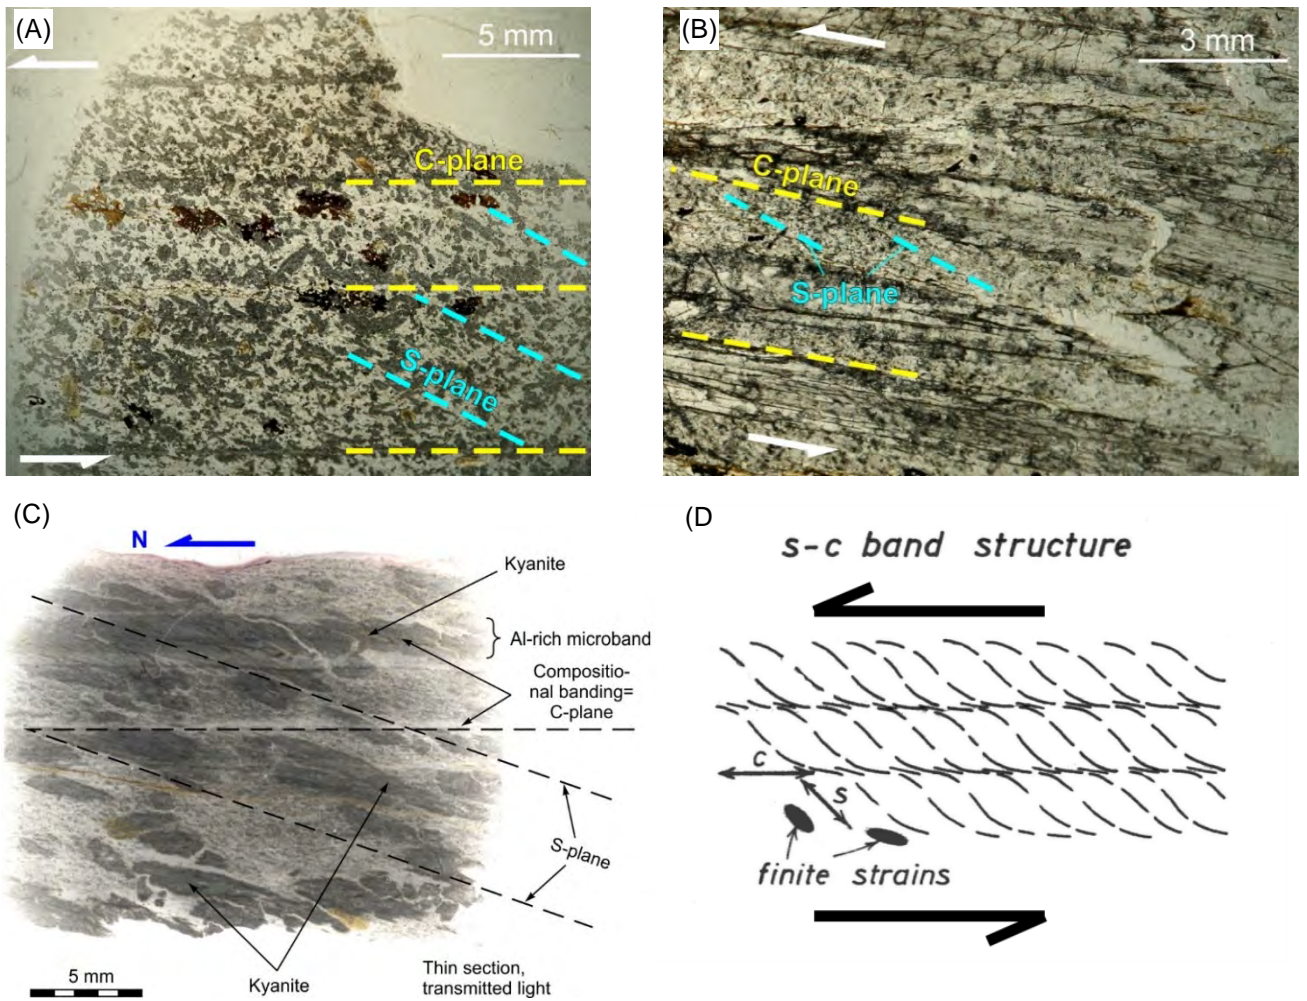 (A)
5 mm
C-plane
S-plane
(B)
3 mm
C-plane
S-plane
(C)
N
Kyanite
Al-rich microband
Compositio-
nal banding=
C-plane
S-plane
Kyanite
5 mm
Thin section,
transmitted light
(D
s-c band structure
c
s
finite strains